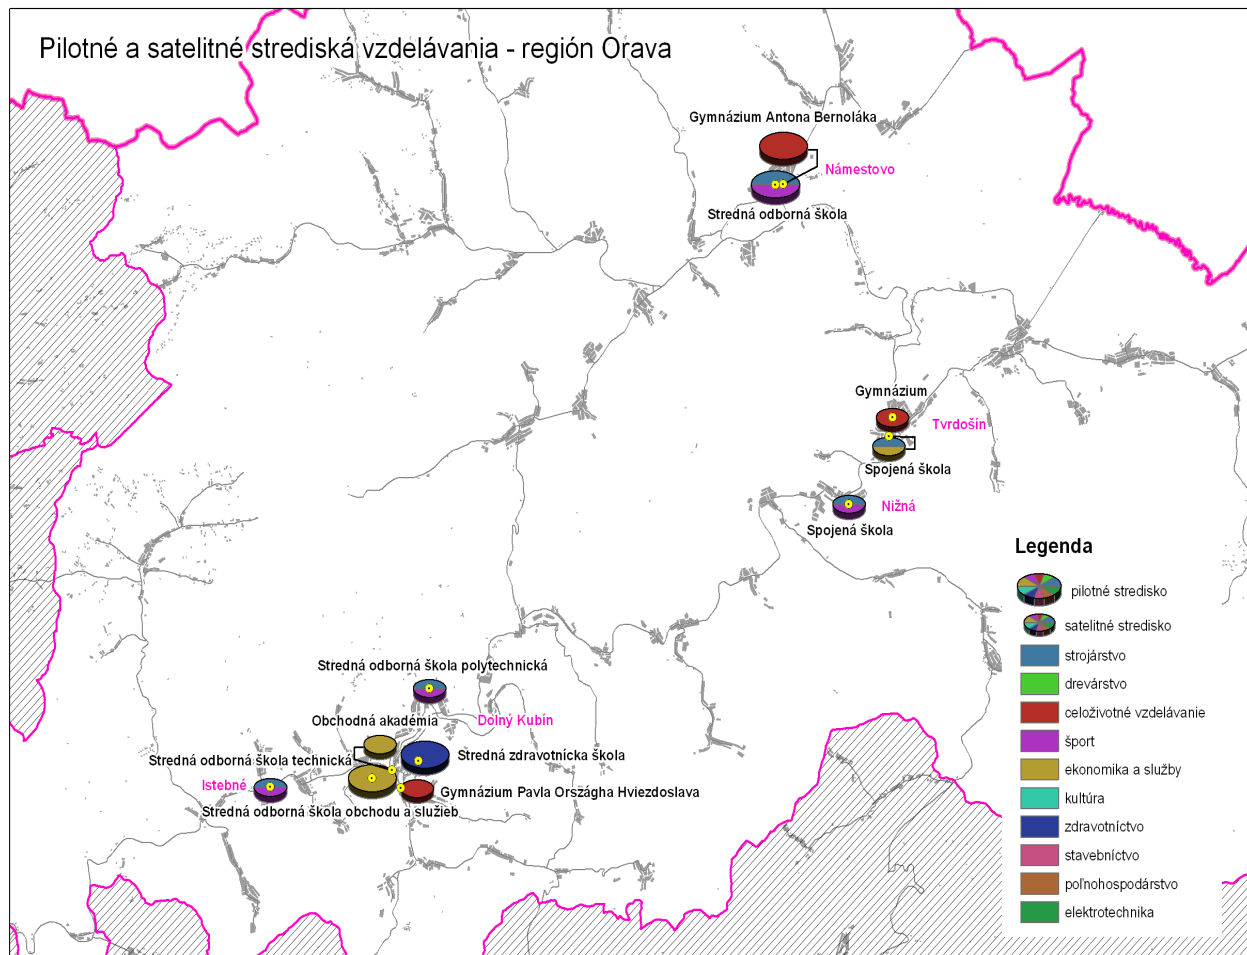 Pilotné a satelitné strediská vzdelávania - región Orava
Gymnázium Antona Bernoláka
Námestovo
Stredná odborná škola
Gymnázium
Tvrdošín
Spojená škola
Nižná
Spojená škola
Legenda
pilotné stredisko
satelitné stredisko
strojárstvo
drevárstvo
celoživotné vzdelávanie
šport
ekonomika a služby
kultúra
zdravotníctvo
stavebníctvo
poľnohospodárstvo
elektrotechnika
Stredná odborná škola polytechnická
Obchodná akadémia
Dolný Kubín
Stredná odborná škola technická
Stredná zdravotnícka škola
Istebné
Gymnázium Pavla Országha Hviezdoslava
Stredná odborná škola obchodu a služieb